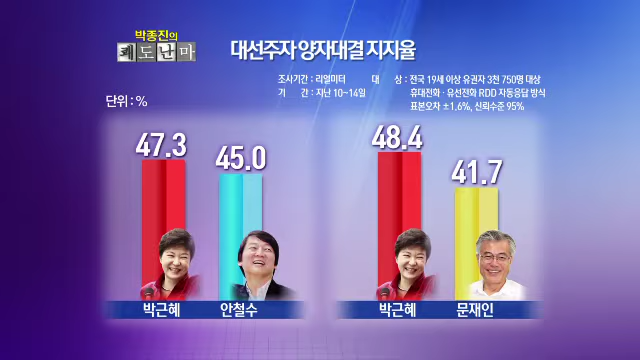 박종진의
쾌도난마
대선주자 양자대결 지지율
조사기간 : 리얼미터 대 상 : 전국 19세 이상 유권자 3천 750명 대상
기 간 : 지난 10~14일 휴대전화·유선전화 RDD 자동응답 방식
표본오차 ±1.6%, 신뢰수준 95%
단위 : %
47.3 45.0 48.4 41.7
박근혜 안철수 박근혜 문재인